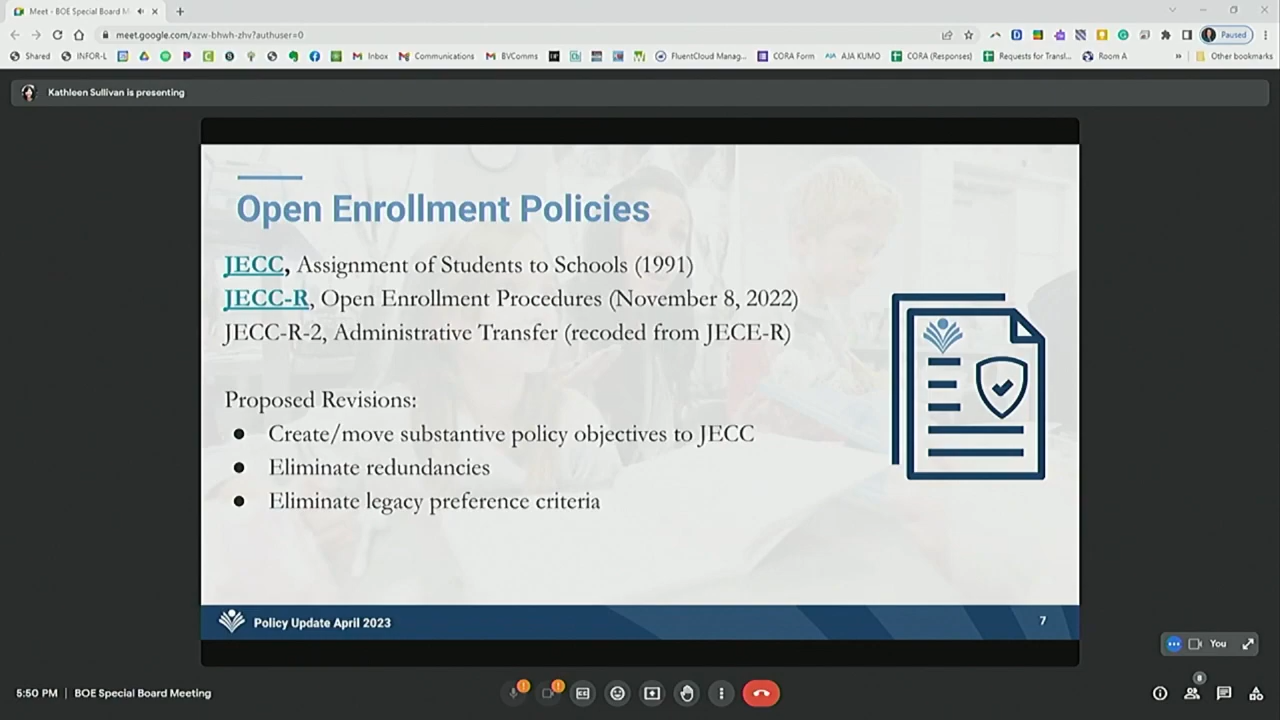 Meet - BOE Special Board M
meet.google.com/azw-bhwh-zhv?authuser=0
Paused
Shared
INFOR-L
Inbox
Communications
BVComms
FluentCloud Manag...
CORA Form
AJA KUMO
CORA (Responses)
Requests for Transl...
Room A
Other bookmarks
Kathleen Sullivan is presenting
Open Enrollment Policies
JECC, Assignment of Students to Schools (1991)
JECC-R, Open Enrollment Procedures (November 8, 2022)
JECC-R-2, Administrative Transfer (recoded from JECE-R)
Proposed Revisions:
● Create/move substantive policy objectives to JECC
● Eliminate redundancies
● Eliminate legacy preference criteria
Policy Update April 2023
7
You
5:50 PM | BOE Special Board Meeting
8